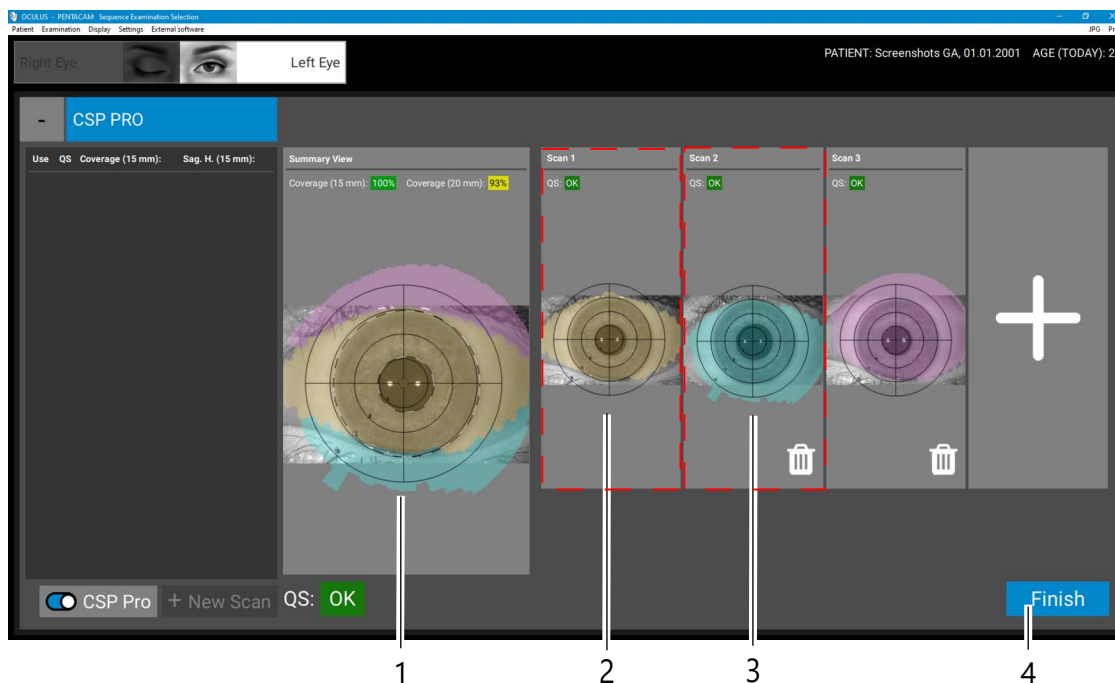 OCULUS - PENTACAM Sequence Examination Selection
Patient Examination Display Settings External software JPG
Right Eye Left Eye
PATIENT: Screenshots GA, 01.01.2001 AGE (TODAY): 2
- CSP PRO
Use QS Coverage (15 mm): Sag. H. (15 mm):
Summary View
Coverage (15 mm): 100% Coverage (20 mm): 93%
Scan 1
QS: OK
Scan 2
QS: OK
Scan 3
QS: OK
CSP Pro + New Scan QS: OK
Finish
1 2 3 4